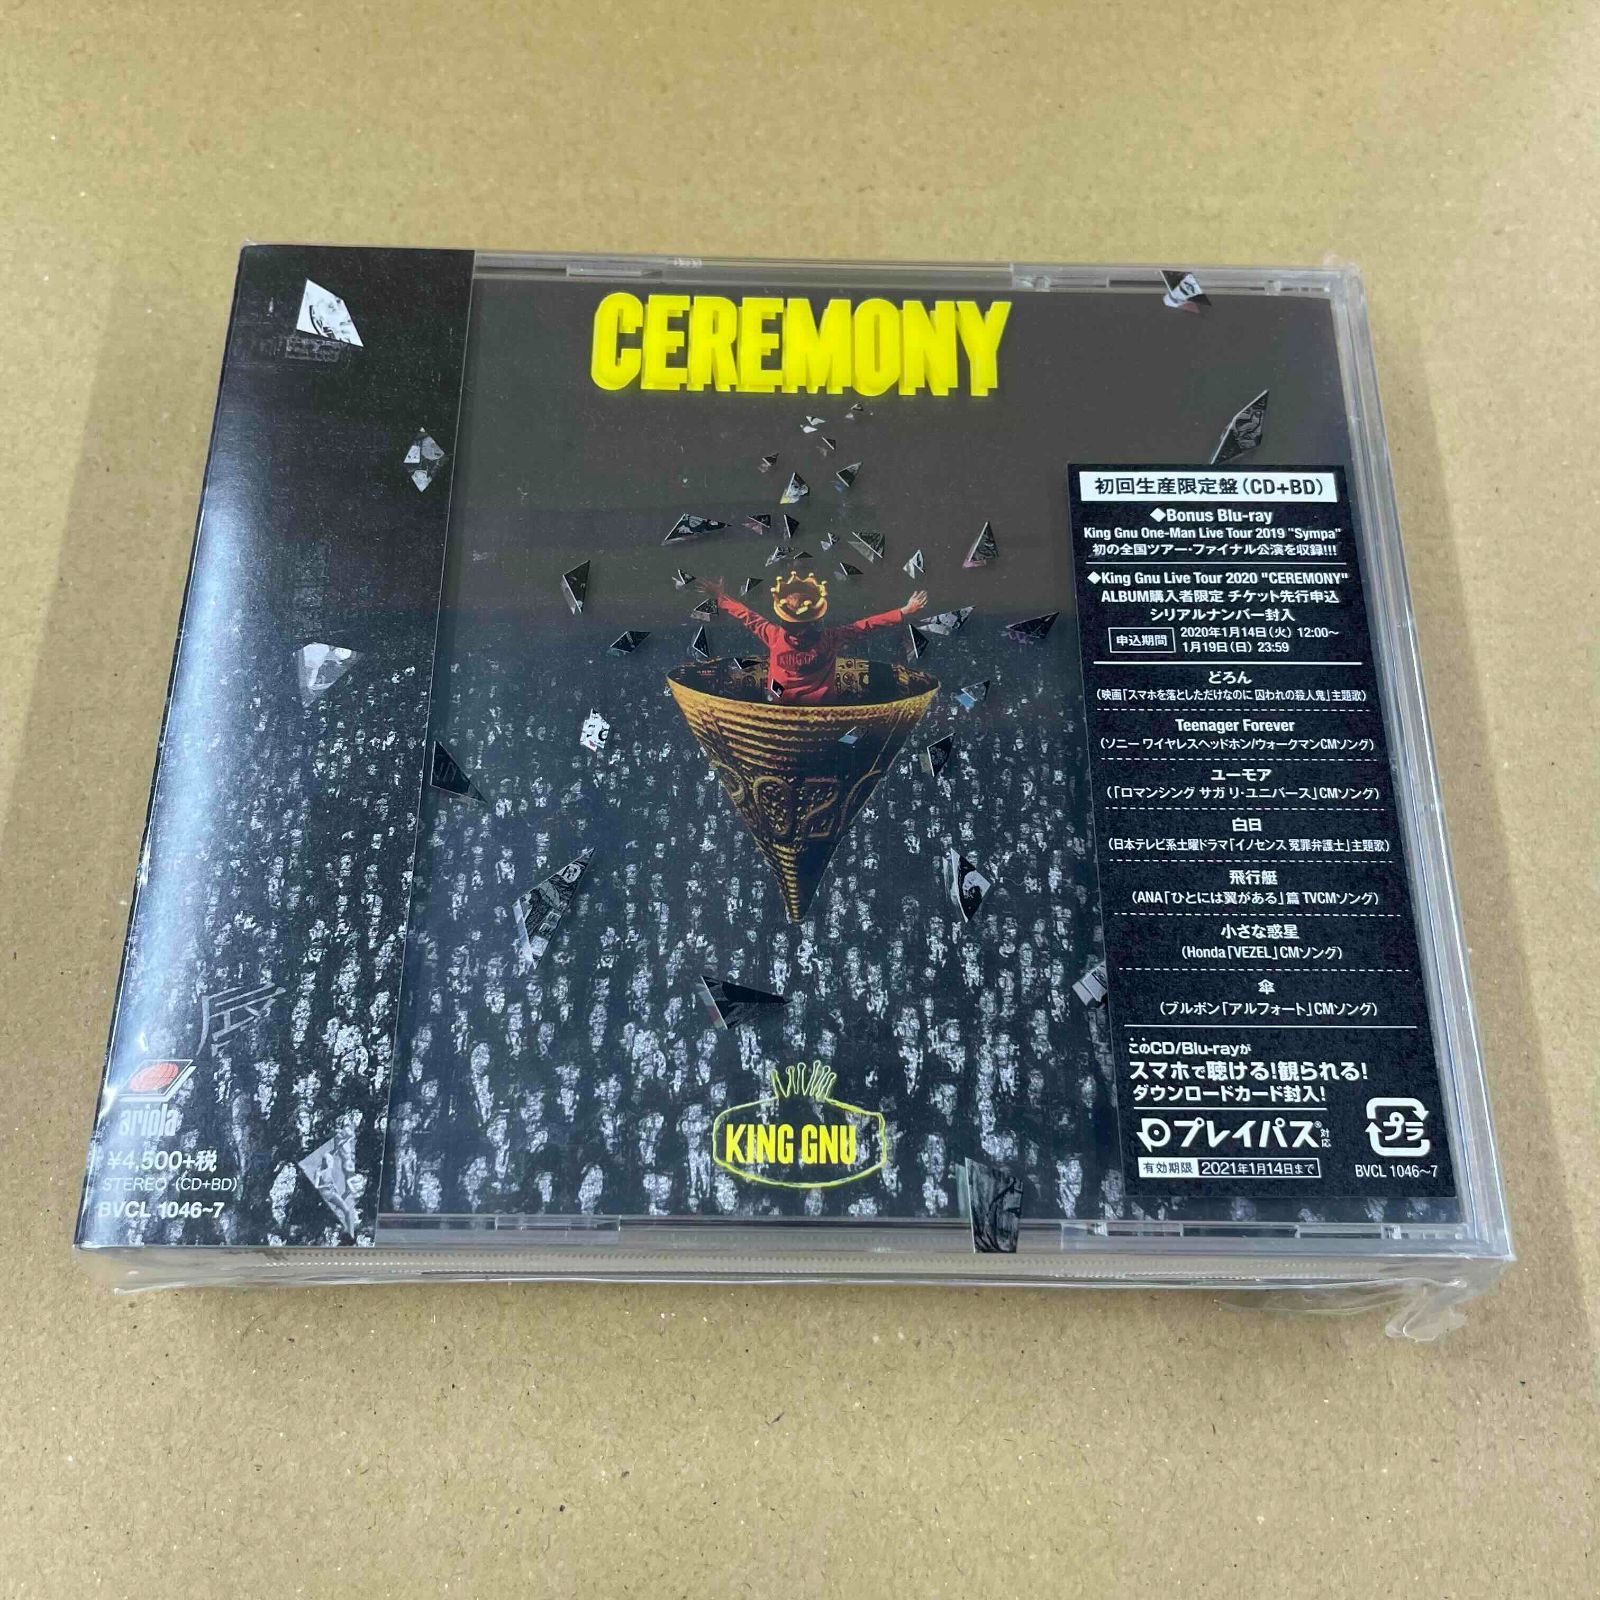 CEREMONY
初回生産限定盤(CD+BD)
◆Bonus Blu-ray
King Gnu One-Man Live Tour 2019 "Sympa"
初の全国ツアー・ファイナル公演を収録!!!
◆King Gnu Live Tour 2020 "CEREMONY"
ALBUM購入者限定 チケット先行申込
シリアルナンバー封入
申込期間 2020年1月14日(火) 12:00~
1月19日(日) 23:59
どろん
(映画「スマホを落としただけなのに 囚われの殺人鬼」主題歌)
Teenager Forever
(ソニー ワイヤレスヘッドホン/ウォークマンCMソング)
ユーモア
(「ロマンシング サガ リ・ユニバース」CMソング)
白日
(日本テレビ系土曜ドラマ「イノセンス 冤罪弁護士」主題歌)
飛行艇
(ANA「ひとには翼がある」篇 TVCMソング)
小さな惑星
(Honda「VEZEL」CMソング)
傘
(ブルボン「アルフォート」CMソング)
このCD/Blu-rayが
スマホで聴ける!観られる!
ダウンロードカード封入!
プレイパス®対応
有効期限 2021年1月14日まで
プラ
BVCL 1046~7
KING GNU
KING GNU
ariola
¥4,500+税
STEREO (CD+BD)
BVCL 1046~7